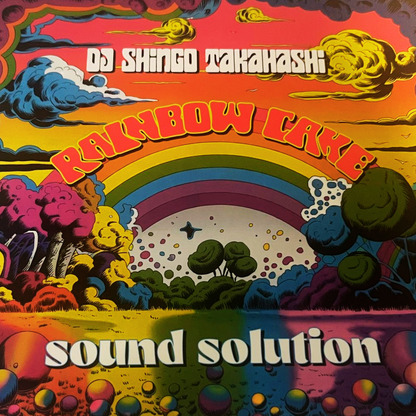 DJ SHINGO TAKAHASHI
RAINBOW CAKE
sound solution